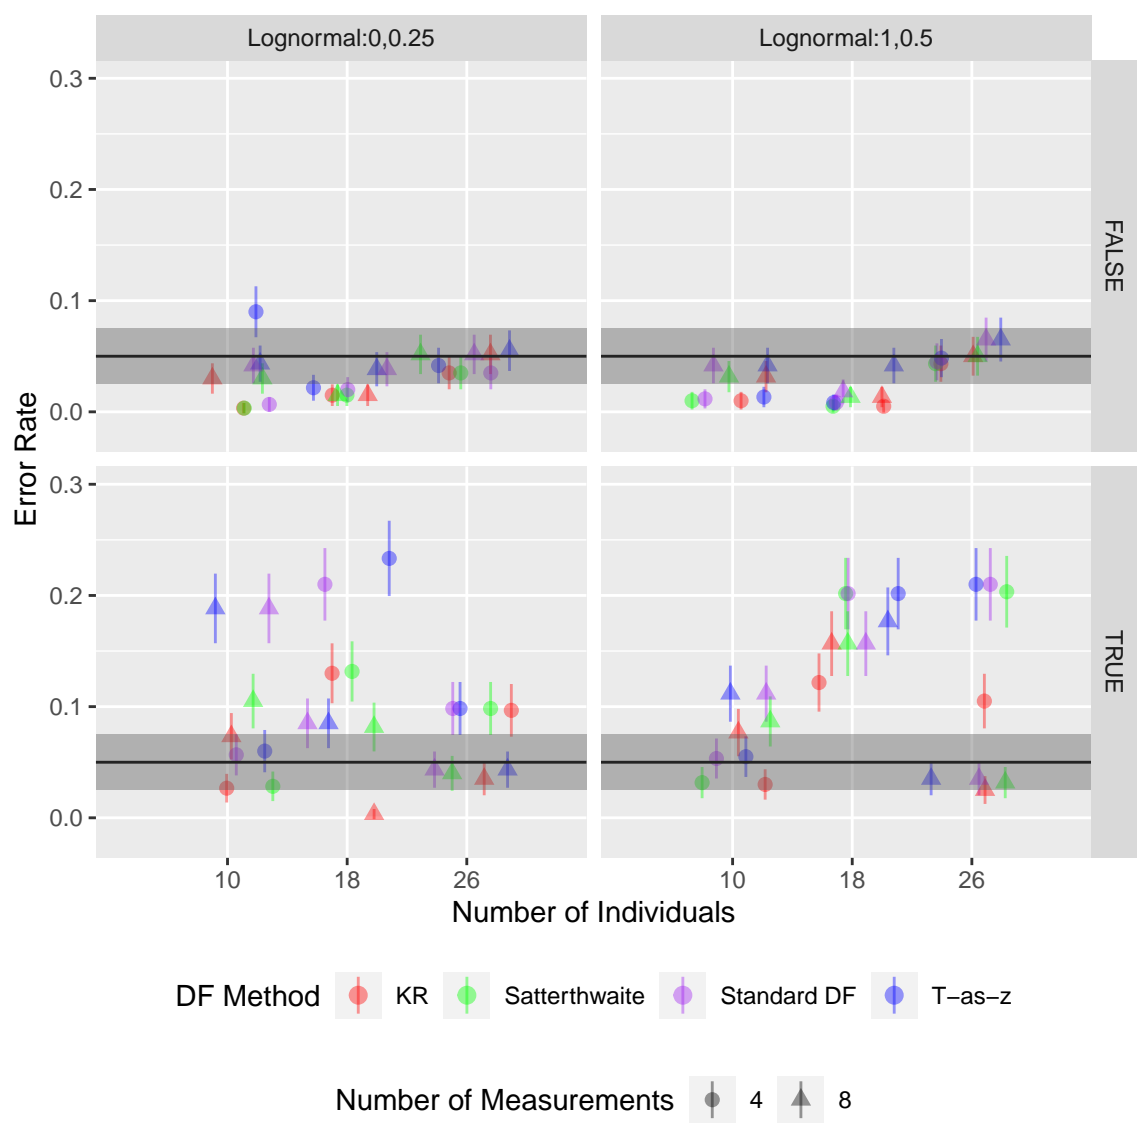 Lognormal:0,0.25 Lognormal:1,0.5
0.3
0.2
0.1
0.0
FALSE
Error Rate
0.3
0.2
0.1
0.0
TRUE
10 18 26 10 18 26
Number of Individuals
DF Method KR Satterthwaite Standard DF T−as−z
Number of Measurements 4 8